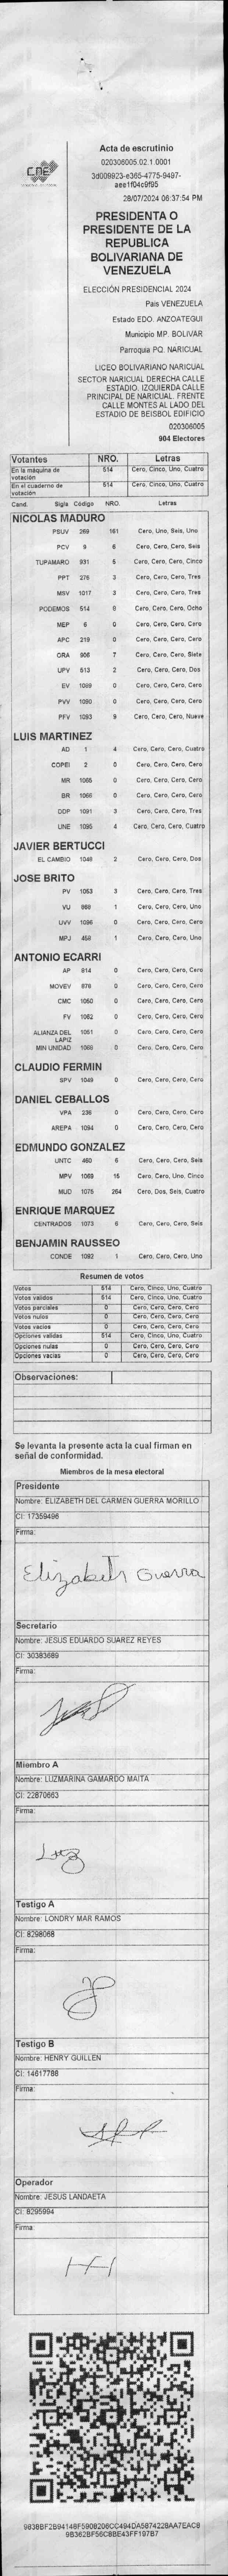 CNE
Acta de escrutinio
020306005.02.1.0001
3d009923-e365-4775-9497-
aee1f04c9f95
28/07/2024 06:37:54 PM
PRESIDENTA O
PRESIDENTE DE LA
REPUBLICA
BOLIVARIANA DE
VENEZUELA
ELECCIÓN PRESIDENCIAL 2024
Pais VENEZUELA
Estado EDO. ANZOATEGUI
Municipio MP. BOLIVAR
Parroquia PQ. NARICUAL
LICEO BOLIVARIANO NARICUAL
SECTOR NARICUAL DERECHA CALLE
ESTADIO. IZQUIERDA CALLE
PRINCIPAL DE NARICUAL. FRENTE
CALLE MONTES AL LADO DEL
ESTADIO DE BEISBOL EDIFICIO
020306005
904 Electores
Votantes NRO. Letras
En la máquina de votación 514 Cero, Cinco, Uno, Cuatro
En el cuaderno de votación 514 Cero, Cinco, Uno, Cuatro
Cand. Sigla Código NRO. Letras
NICOLAS MADURO
PSUV 269 161 Cero, Uno, Seis, Uno
PCV 9 6 Cero, Cero, Cero, Seis
TUPAMARO 931 5 Cero, Cero, Cero, Cinco
PPT 276 3 Cero, Cero, Cero, Tres
MSV 1017 3 Cero, Cero, Cero, Tres
PODEMOS 514 8 Cero, Cero, Cero, Ocho
MEP 6 0 Cero, Cero, Cero, Cero
APC 219 0 Cero, Cero, Cero, Cero
ORA 906 7 Cero, Cero, Cero, Siete
UPV 513 2 Cero, Cero, Cero, Dos
EV 1089 0 Cero, Cero, Cero, Cero
PVV 1090 0 Cero, Cero, Cero, Cero
PFV 1093 9 Cero, Cero, Cero, Nueve
LUIS MARTINEZ
AD 1 4 Cero, Cero, Cero, Cuatro
COPEI 2 0 Cero, Cero, Cero, Cero
MR 1065 0 Cero, Cero, Cero, Cero
BR 1066 0 Cero, Cero, Cero, Cero
DDP 1091 3 Cero, Cero, Cero, Tres
UNE 1095 4 Cero, Cero, Cero, Cuatro
JAVIER BERTUCCI
EL CAMBIO 1048 2 Cero, Cero, Cero, Dos
JOSE BRITO
PV 1053 3 Cero, Cero, Cero, Tres
VU 868 1 Cero, Cero, Cero, Uno
UVV 1096 0 Cero, Cero, Cero, Cero
MPJ 458 1 Cero, Cero, Cero, Uno
ANTONIO ECARRI
AP 814 0 Cero, Cero, Cero, Cero
MOVEV 878 0 Cero, Cero, Cero, Cero
CMC 1050 0 Cero, Cero, Cero, Cero
FV 1062 0 Cero, Cero, Cero, Cero
ALIANZA DEL LAPIZ 1051 0 Cero, Cero, Cero, Cero
MIN UNIDAD 1068 0 Cero, Cero, Cero, Cero
CLAUDIO FERMIN
SPV 1049 0 Cero, Cero, Cero, Cero
DANIEL CEBALLOS
VPA 236 0 Cero, Cero, Cero, Cero
AREPA 1094 0 Cero, Cero, Cero, Cero
EDMUNDO GONZALEZ
UNTC 460 6 Cero, Cero, Cero, Seis
MPV 1069 15 Cero, Cero, Uno, Cinco
MUD 1075 264 Cero, Dos, Seis, Cuatro
ENRIQUE MARQUEZ
CENTRADOS 1073 6 Cero, Cero, Cero, Seis
BENJAMIN RAUSSEO
CONDE 1092 1 Cero, Cero, Cero, Uno
Resumen de votos
Votos 514 Cero, Cinco, Uno, Cuatro
Votos validos 514 Cero, Cinco, Uno, Cuatro
Votos parciales 0 Cero, Cero, Cero, Cero
Votos nulos 0 Cero, Cero, Cero, Cero
Votos vacios 0 Cero, Cero, Cero, Cero
Opciones validas 514 Cero, Cinco, Uno, Cuatro
Opciones nulas 0 Cero, Cero, Cero, Cero
Opciones vacias 0 Cero, Cero, Cero, Cero
Observaciones:
Se levanta la presente acta la cual firman en
señal de conformidad.
Miembros de la mesa electoral
Presidente
Nombre: ELIZABETH DEL CARMEN GUERRA MORILLO
CI: 17359496
Firma:
Elizabeth Guerra
Secretario
Nombre: JESUS EDUARDO SUAREZ REYES
CI: 30383689
Firma:
Miembro A
Nombre: LUZMARINA GAMARDO MAITA
CI: 22870663
Firma:
Luz
Testigo A
Nombre: LONDRY MAR RAMOS
CI: 8298068
Firma:
Testigo B
Nombre: HENRY GUILLEN
CI: 14617788
Firma:
Operador
Nombre: JESUS LANDAETA
CI: 8295994
Firma:
9838BF2B94148F5908206CC494DA5874228AA7EAC8
9B362BF56C8BE43FF197B7